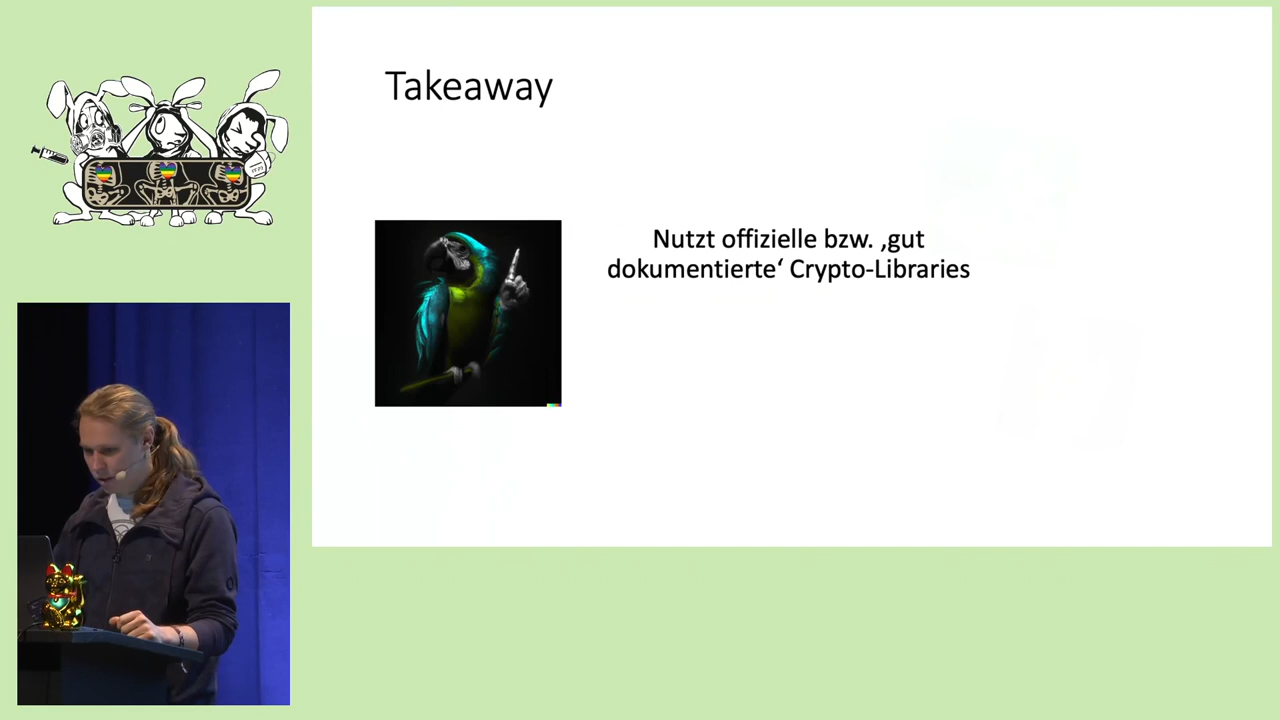 Takeaway
Nutzt offizielle bzw. ‚gut
dokumentierte‘ Crypto-Libraries